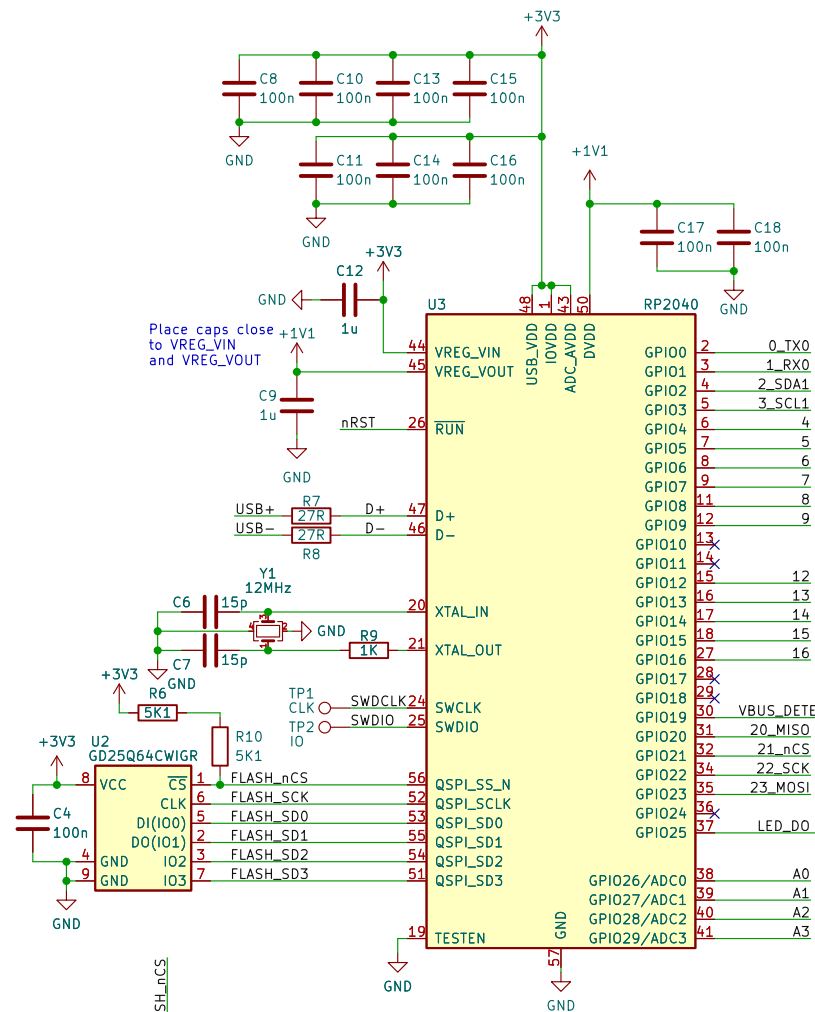 +3V3
C8
100n
C10
100n
C13
100n
C15
100n
GND
C11
100n
C14
100n
C16
100n
GND
+1V1
C17
100n
C18
100n
GND
+3V3
C12
GND
1u
Place caps close
to VREG_VIN
and VREG_VOUT
+1V1
C9
1u
GND
nRST
USB+
R7
27R
D+
USB-
27R
D-
R8
Y1
12MHz
C6
15p
3
4
2
1
GND
C7
15p
GND
R9
1K
+3V3
R6
5K1
R10
5K1
TP1
CLK
SWDCLK
TP2
IO
SWDIO
+3V3
U2
GD25Q64CWIGR
8 VCC
CS 1
CLK 6
DI(IO0) 5
DO(IO1) 2
4 GND
IO2 3
9 GND
IO3 7
C4
100n
GND
FLASH_nCS
FLASH_SCK
FLASH_SD0
FLASH_SD1
FLASH_SD2
FLASH_SD3
SH_nCS
U3
RP2040
48 USB_VDD
1 IOVDD
43 ADC_AVDD
50 DVDD
44 VREG_VIN
45 VREG_VOUT
26 RUN
47 D+
46 D-
20 XTAL_IN
21 XTAL_OUT
24 SWCLK
25 SWDIO
56 QSPI_SS_N
52 QSPI_SCLK
53 QSPI_SD0
55 QSPI_SD1
54 QSPI_SD2
51 QSPI_SD3
19 TESTEN
GND
57 GND
GND
GPIO0 2 0_TX0
GPIO1 3 1_RX0
GPIO2 4 2_SDA1
GPIO3 5 3_SCL1
GPIO4 6 4
GPIO5 7 5
GPIO6 8 6
GPIO7 9 7
GPIO8 11 8
GPIO9 12 9
GPIO10 13
GPIO11 14
GPIO12 15 12
GPIO13 16 13
GPIO14 17 14
GPIO15 18 15
GPIO16 27 16
GPIO17 28
GPIO18 29
GPIO19 30 VBUS_DETE
GPIO20 31 20_MISO
GPIO21 32 21_nCS
GPIO22 34 22_SCK
GPIO23 35 23_MOSI
GPIO24 36
GPIO25 37 LED_DO
GPIO26/ADC0 38 A0
GPIO27/ADC1 39 A1
GPIO28/ADC2 40 A2
GPIO29/ADC3 41 A3